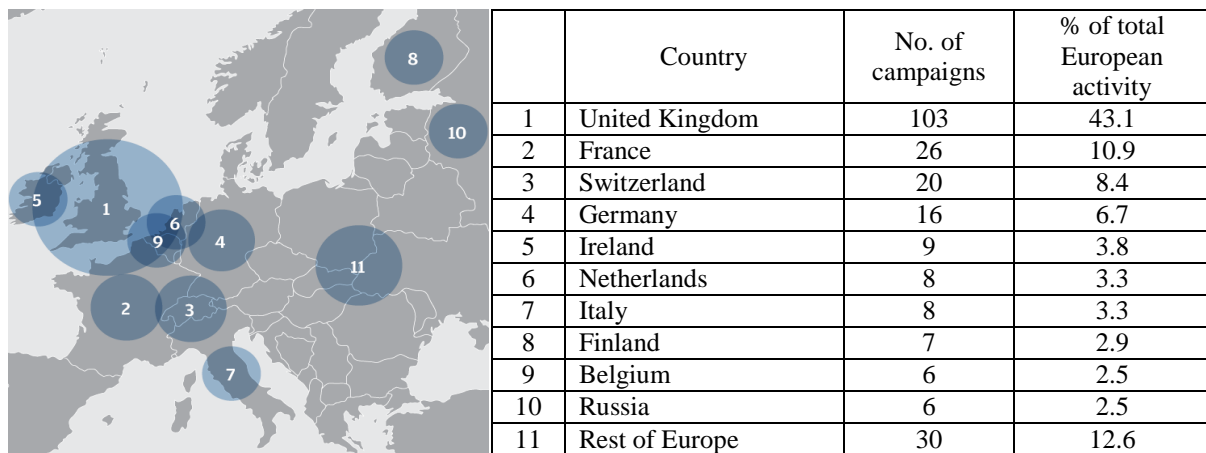 8
10
5
1
6
9
4
11
2
3
7
Country No. of campaigns % of total European activity
1 United Kingdom 103 43.1
2 France 26 10.9
3 Switzerland 20 8.4
4 Germany 16 6.7
5 Ireland 9 3.8
6 Netherlands 8 3.3
7 Italy 8 3.3
8 Finland 7 2.9
9 Belgium 6 2.5
10 Russia 6 2.5
11 Rest of Europe 30 12.6